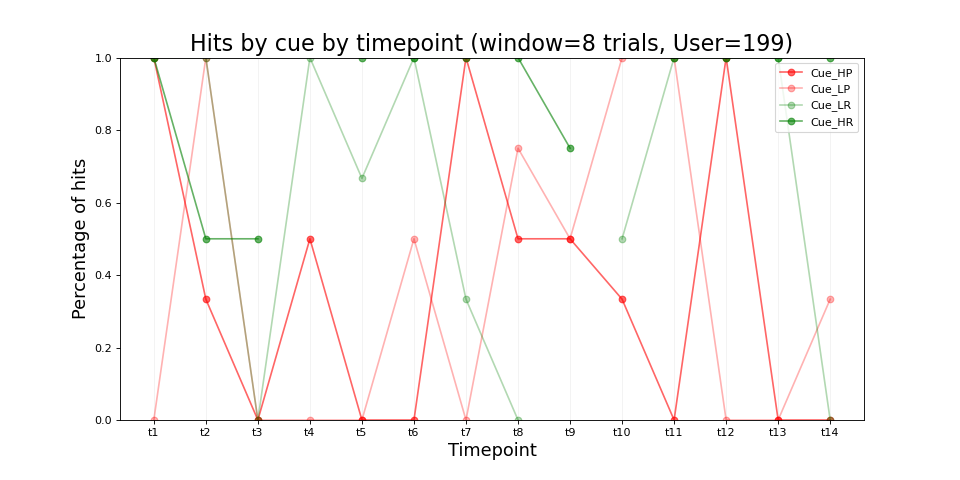 Hits by cue by timepoint (window=8 trials, User=199)
1.0
0.8
0.6
0.4
0.2
0.0
Percentage of hits
Cue_HP
Cue_LP
Cue_LR
Cue_HR
t1 t2 t3 t4 t5 t6 t7 t8 t9 t10 t11 t12 t13 t14
Timepoint